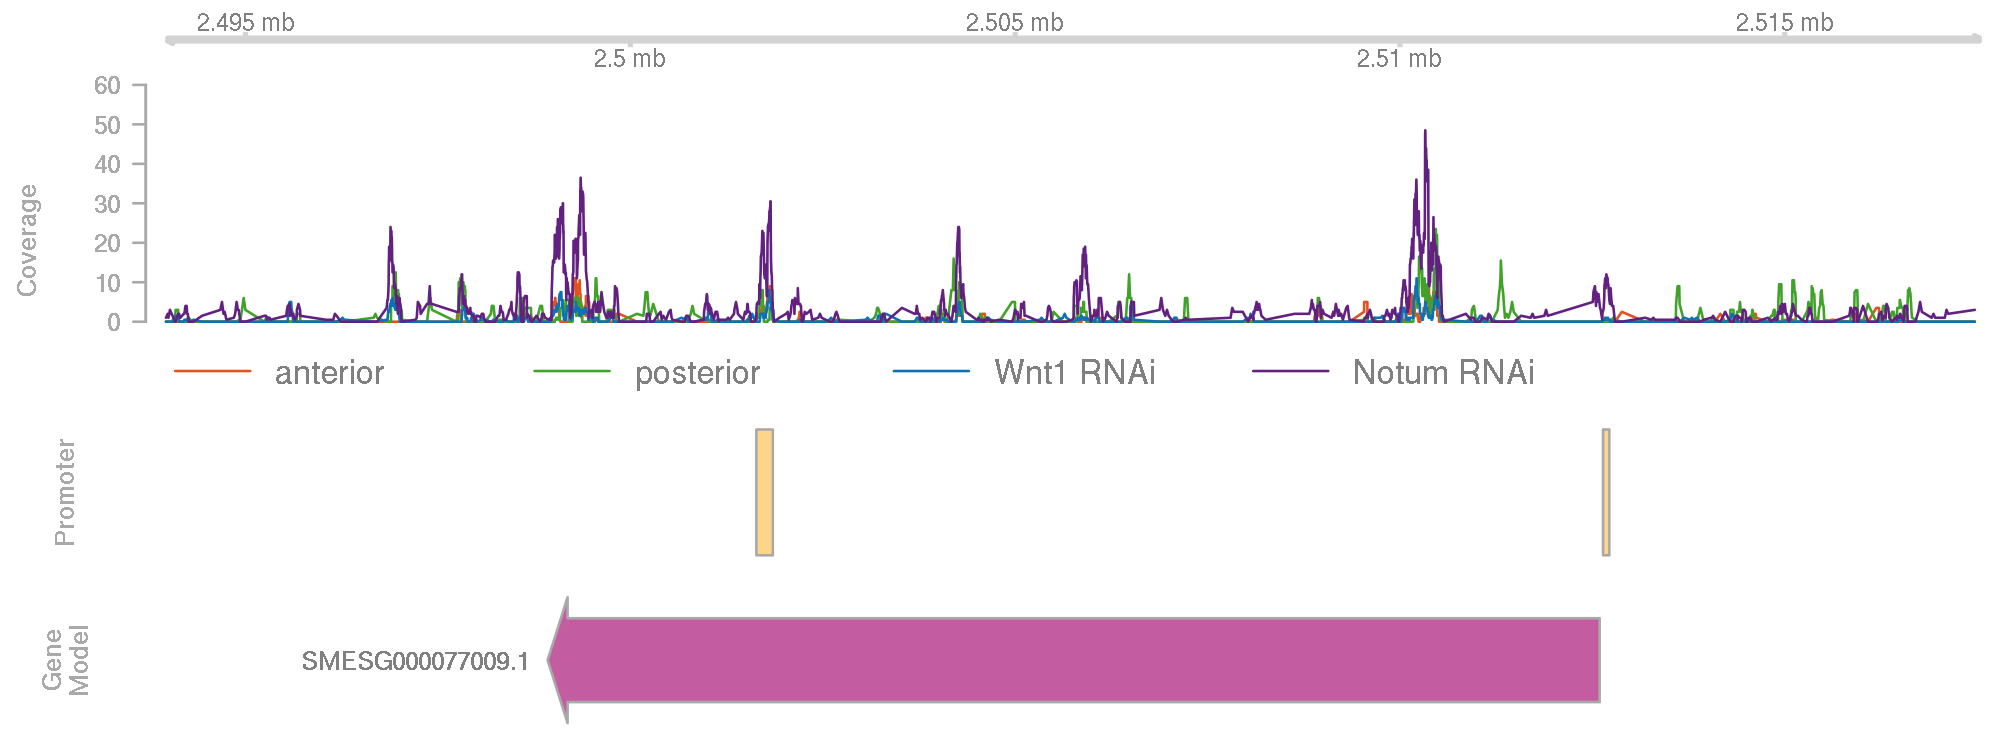 2.495 mb
2.505 mb
2.515 mb
2.5 mb
2.51 mb
60
50
40
30
20
10
0
Coverage
anterior
posterior
Wnt1 RNAi
Notum RNAi
Promoter
SMESG000077009.1
Gene
Model